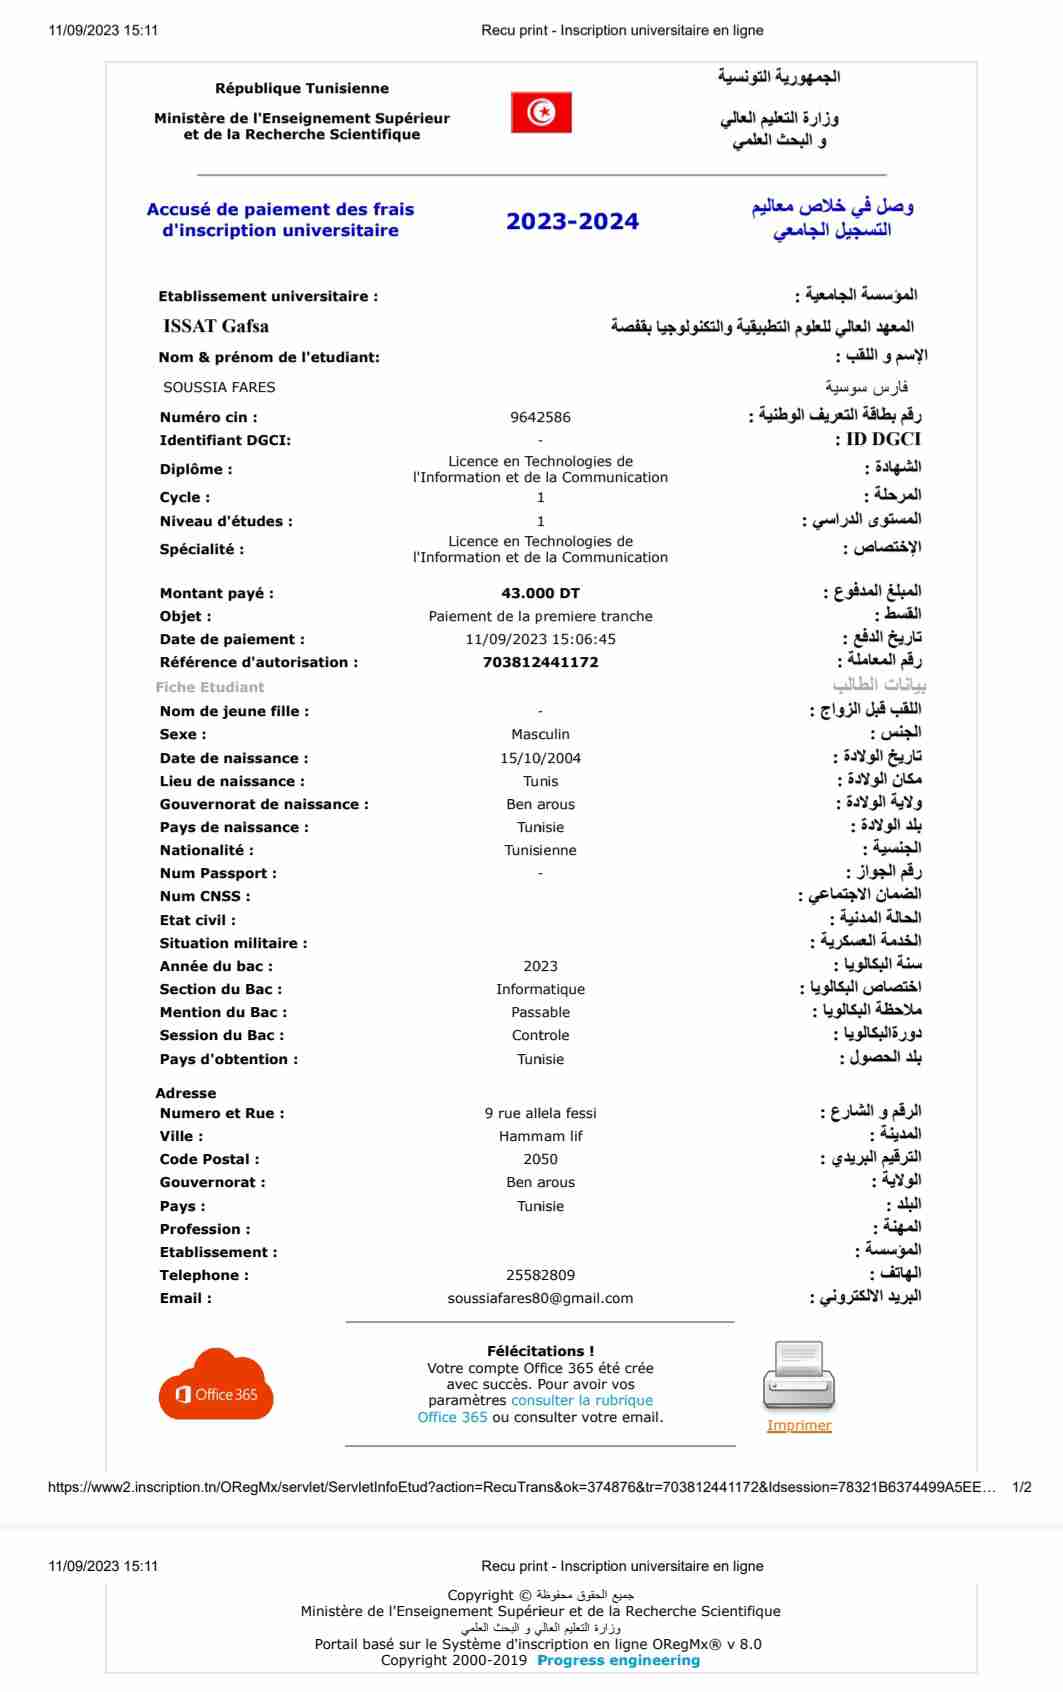 11/09/2023 15:11 Recu print - Inscription universitaire en ligne
République Tunisienne
الجمهورية التونسية
Ministère de l'Enseignement Supérieur
et de la Recherche Scientifique
وزارة التعليم العالي
و البحث العلمي
Accusé de paiement des frais
d'inscription universitaire
2023-2024
وصل في خلاص معاليم
التسجيل الجامعي
Etablissement universitaire : المؤسسة الجامعية :
ISSAT Gafsa المعهد العالي للعلوم التطبيقية والتكنولوجيا بقفصة
Nom & prénom de l'etudiant: الإسم و اللقب :
SOUSSIA FARES فارس سوسية
Numéro cin : 9642586 رقم بطاقة التعريف الوطنية :
Identifiant DGCI: - ID DGCI :
Diplôme : Licence en Technologies de
l'Information et de la Communication الشهادة :
Cycle : 1 المرحلة :
Niveau d'études : 1 المستوى الدراسي :
Spécialité : Licence en Technologies de
l'Information et de la Communication الإختصاص :
Montant payé : 43.000 DT المبلغ المدفوع :
Objet : Paiement de la premiere tranche القسط :
Date de paiement : 11/09/2023 15:06:45 تاريخ الدفع :
Référence d'autorisation : 703812441172 رقم المعاملة :
Fiche Etudiant بيانات الطالب
Nom de jeune fille : - اللقب قبل الزواج :
Sexe : Masculin الجنس :
Date de naissance : 15/10/2004 تاريخ الولادة :
Lieu de naissance : Tunis مكان الولادة :
Gouvernorat de naissance : Ben arous ولاية الولادة :
Pays de naissance : Tunisie بلد الولادة :
Nationalité : Tunisienne الجنسية :
Num Passport : - رقم الجواز :
Num CNSS : الضمان الاجتماعي :
Etat civil : الحالة المدنية :
Situation militaire : الخدمة العسكرية :
Année du bac : 2023 سنة البكالويا :
Section du Bac : Informatique اختصاص البكالويا :
Mention du Bac : Passable ملاحظة البكالويا :
Session du Bac : Controle دورةالبكالويا :
Pays d'obtention : Tunisie بلد الحصول :
Adresse
Numero et Rue : 9 rue allela fessi الرقم و الشارع :
Ville : Hammam lif المدينة :
Code Postal : 2050 الترقيم البريدي :
Gouvernorat : Ben arous الولاية :
Pays : Tunisie البلد :
Profession : المهنة :
Etablissement : المؤسسة :
Telephone : 25582809 الهاتف :
Email : soussiafares80@gmail.com البريد الالكتروني :
Office 365
Félécitations !
Votre compte Office 365 été crée
avec succès. Pour avoir vos
paramètres consulter la rubrique
Office 365 ou consulter votre email.
Imprimer
https://www2.inscription.tn/ORegMx/servlet/ServletInfoEtud?action=RecuTrans&ok=374876&tr=703812441172&Idsession=78321B6374499A5EE… 1/2
11/09/2023 15:11 Recu print - Inscription universitaire en ligne
Copyright © جميع الحقوق محفوظة
Ministère de l'Enseignement Supérieur et de la Recherche Scientifique
وزارة التعليم العالي و البحث العلمي
Portail basé sur le Système d'inscription en ligne ORegMx® v 8.0
Copyright 2000-2019 Progress engineering